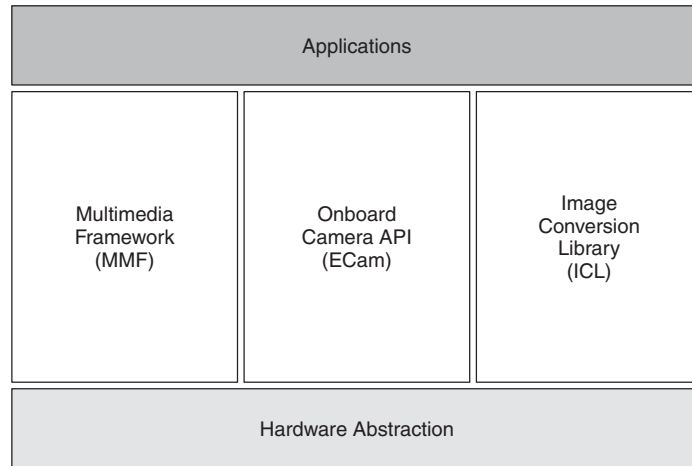 Applications
Multimedia
Framework
(MMF)
Onboard
Camera API
(ECam)
Image
Conversion
Library
(ICL)
Hardware Abstraction